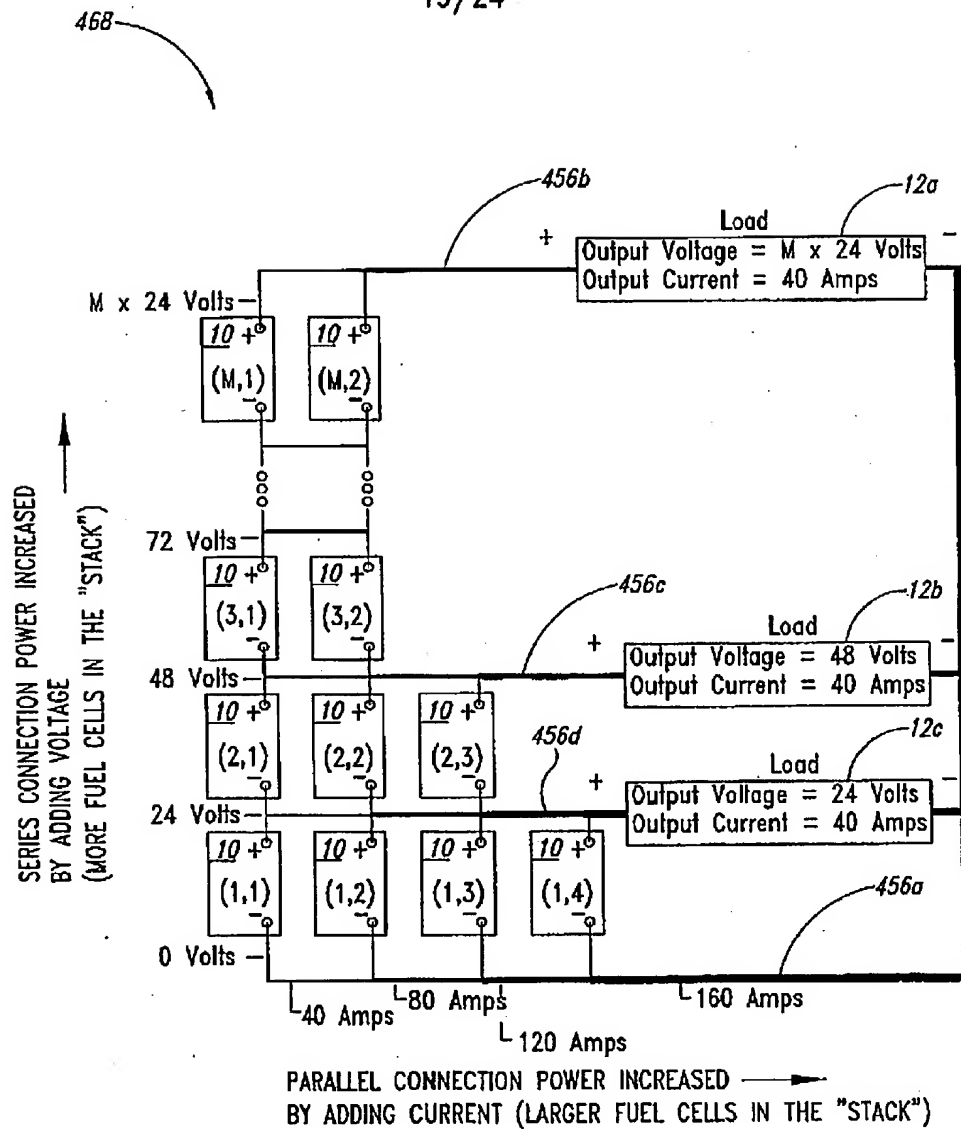 468
456b
12a
Load
+
-
Output Voltage = M x 24 Volts
Output Current = 40 Amps
M x 24 Volts
10 +
10 +
(M,1)
(M,2)
-
-
72 Volts
10 +
10 +
(3,1)
(3,2)
-
-
456c
12b
Load
+
-
Output Voltage = 48 Volts
Output Current = 40 Amps
48 Volts
10 +
10 +
10 +
(2,1)
(2,2)
(2,3)
-
-
-
456d
12c
Load
+
-
Output Voltage = 24 Volts
Output Current = 40 Amps
24 Volts
10 +
10 +
10 +
10 +
(1,1)
(1,2)
(1,3)
(1,4)
-
-
-
-
456a
0 Volts
40 Amps
80 Amps
120 Amps
160 Amps
SERIES CONNECTION POWER INCREASED
BY ADDING VOLTAGE
(MORE FUEL CELLS IN THE "STACK")
PARALLEL CONNECTION POWER INCREASED
BY ADDING CURRENT (LARGER FUEL CELLS IN THE "STACK")